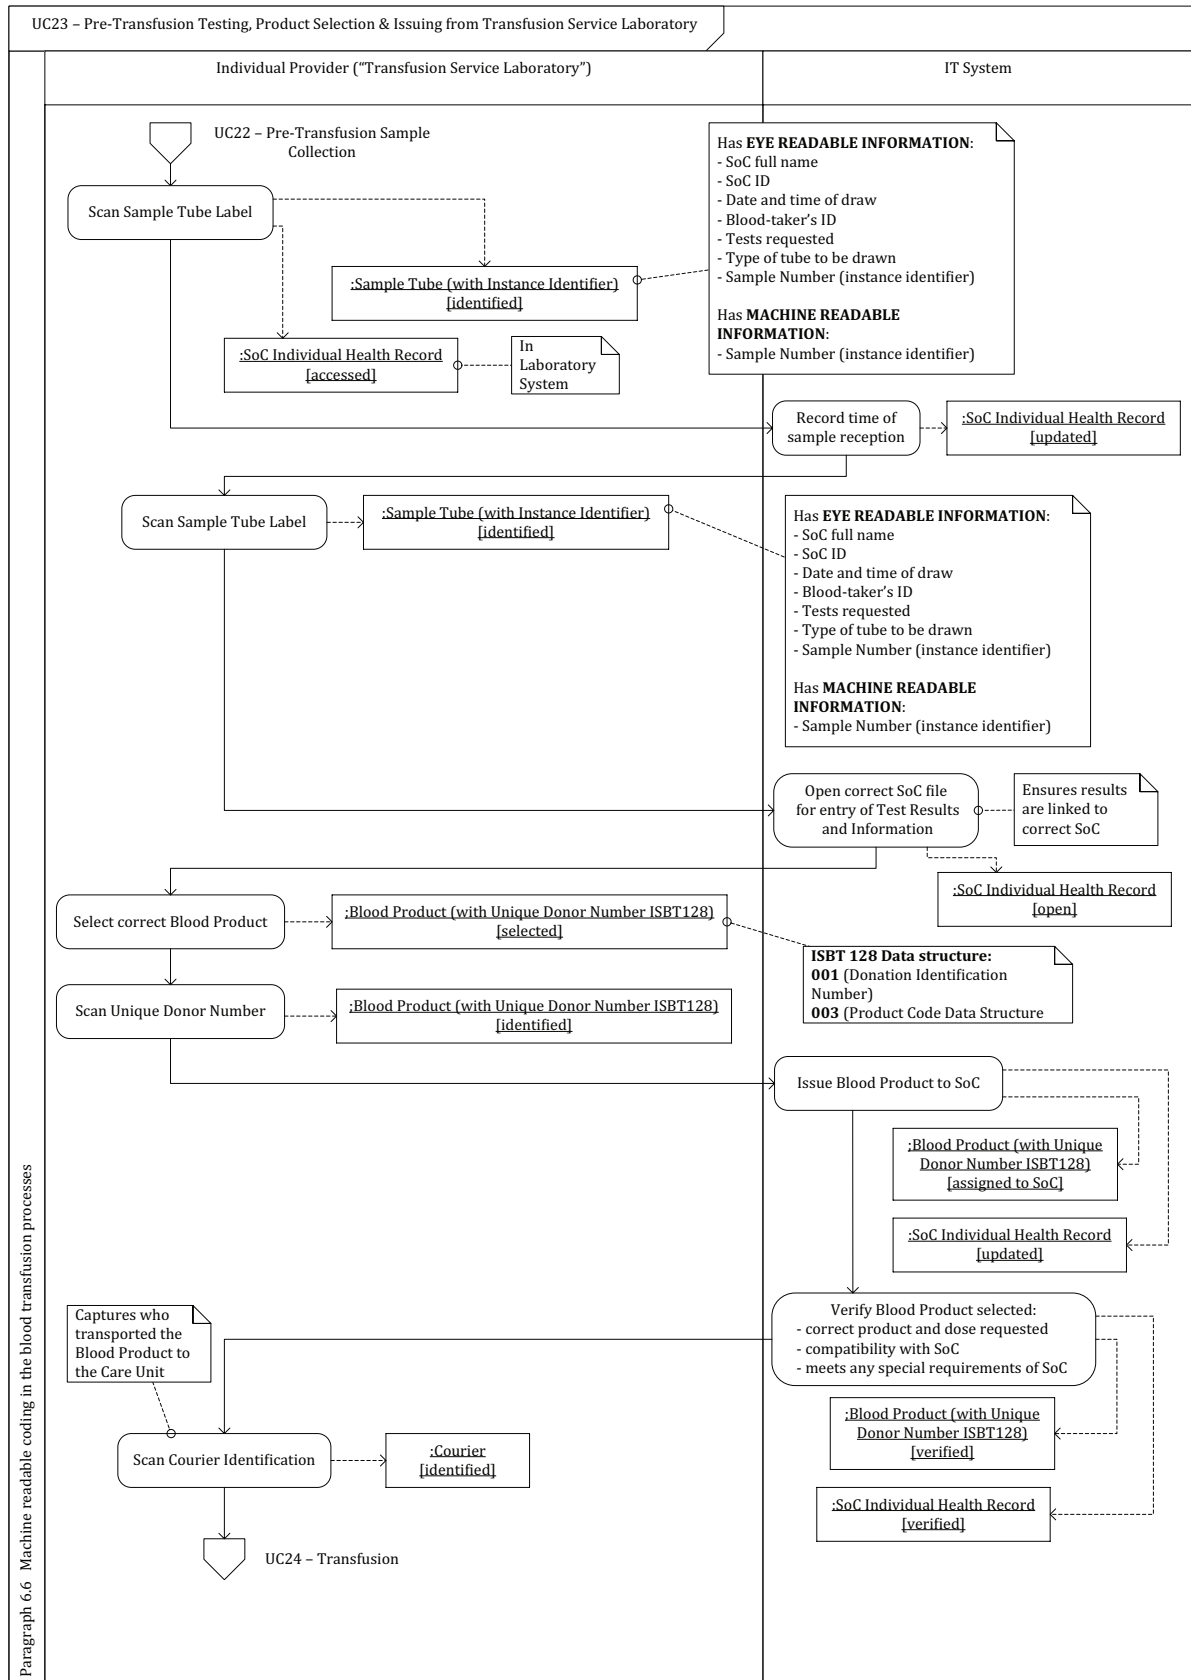 UC23 – Pre-Transfusion Testing, Product Selection & Issuing from Transfusion Service Laboratory
Individual Provider (“Transfusion Service Laboratory”)
IT System
UC22 – Pre-Transfusion Sample
Collection
Scan Sample Tube Label
Has EYE READABLE INFORMATION:
- SoC full name
- SoC ID
- Date and time of draw
- Blood-taker's ID
- Tests requested
- Type of tube to be drawn
- Sample Number (instance identifier)
Has MACHINE READABLE
INFORMATION:
- Sample Number (instance identifier)
:Sample Tube (with Instance Identifier)
[identified]
:SoC Individual Health Record
[accessed]
In
Laboratory
System
Record time of
sample reception
:SoC Individual Health Record
[updated]
Scan Sample Tube Label
:Sample Tube (with Instance Identifier)
[identified]
Has EYE READABLE INFORMATION:
- SoC full name
- SoC ID
- Date and time of draw
- Blood-taker's ID
- Tests requested
- Type of tube to be drawn
- Sample Number (instance identifier)
Has MACHINE READABLE
INFORMATION:
- Sample Number (instance identifier)
Open correct SoC file
for entry of Test Results
and Information
Ensures results
are linked to
correct SoC
:SoC Individual Health Record
[open]
Select correct Blood Product
:Blood Product (with Unique Donor Number ISBT128)
[selected]
ISBT 128 Data structure:
001 (Donation Identification
Number)
003 (Product Code Data Structure
Scan Unique Donor Number
:Blood Product (with Unique Donor Number ISBT128)
[identified]
Issue Blood Product to SoC
:Blood Product (with Unique
Donor Number ISBT128)
[assigned to SoC]
:SoC Individual Health Record
[updated]
Verify Blood Product selected:
- correct product and dose requested
- compatibility with SoC
- meets any special requirements of SoC
Captures who
transported the
Blood Product to
the Care Unit
:Blood Product (with Unique
Donor Number ISBT128)
[verified]
Scan Courier Identification
:Courier
[identified]
:SoC Individual Health Record
[verified]
UC24 – Transfusion
Paragraph 6.6 Machine readable coding in the blood transfusion processes